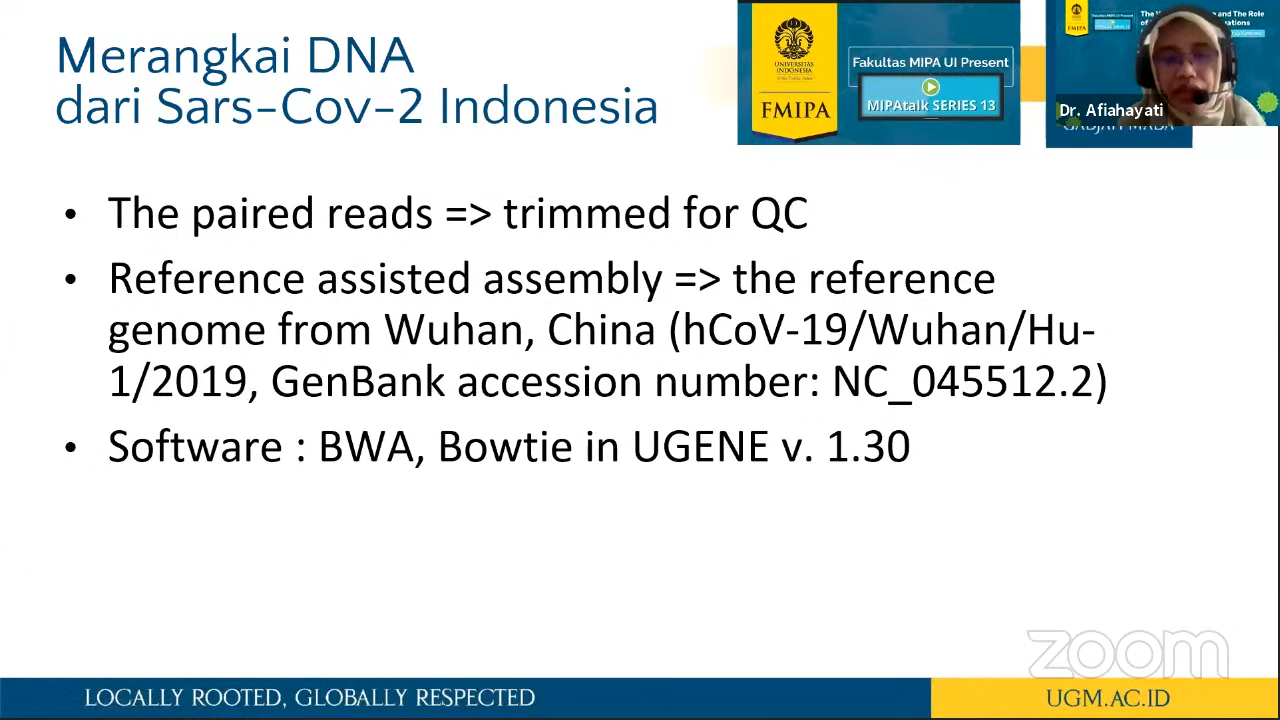 Merangkai DNA
dari Sars-Cov-2 Indonesia
UNIVERSITAS
INDONESIA
FMIPA
Fakultas MIPA UI Present
MIPAtalk SERIES 13
FMIPA
Dr. Afiahayati
GADJAH MADA
• The paired reads => trimmed for QC
• Reference assisted assembly => the reference
genome from Wuhan, China (hCoV-19/Wuhan/Hu-
1/2019, GenBank accession number: NC_045512.2)
• Software : BWA, Bowtie in UGENE v. 1.30
zoom
LOCALLY ROOTED, GLOBALLY RESPECTED
UGM.AC.ID